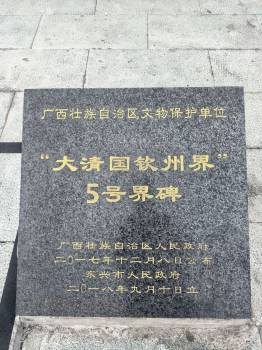 广西壮族自治区文物保护单位
“大清国钦州界”
5号界碑
广西壮族自治区人民政府
二〇一七年十二月八日公布
东兴市人民政府
二〇一八年九月十日立